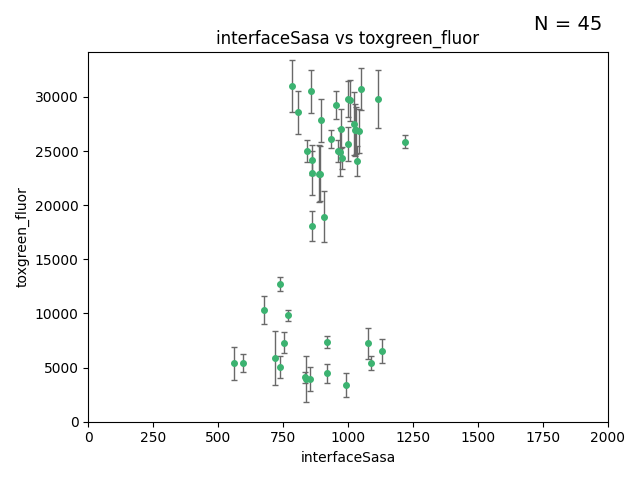 N = 45
interfaceSasa vs toxgreen_fluor
toxgreen_fluor
30000
25000
20000
15000
10000
5000
0
0 250 500 750 1000 1250 1500 1750 2000
interfaceSasa